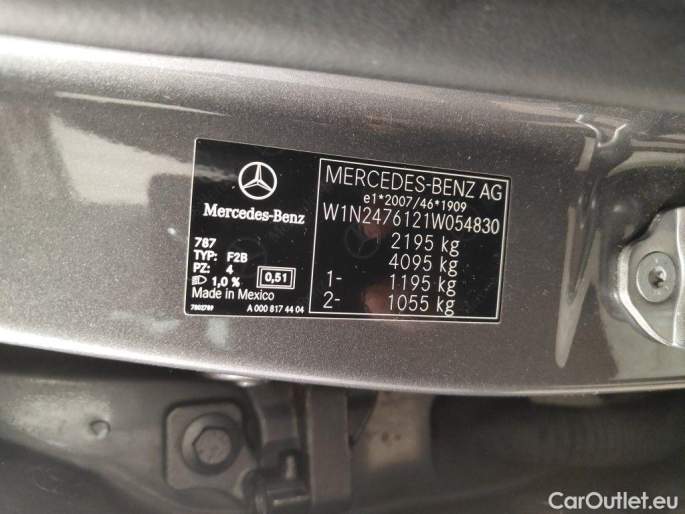 Mercedes-Benz
787
TYP: F2B
PZ: 4
1,0 % 0,51
Made in Mexico
7802789 A 000 817 44 04
MERCEDES-BENZ AG
e1*2007/46*1909
W1N2476121W054830
2195 kg
4095 kg
1- 1195 kg
2- 1055 kg
CarOutlet.eu